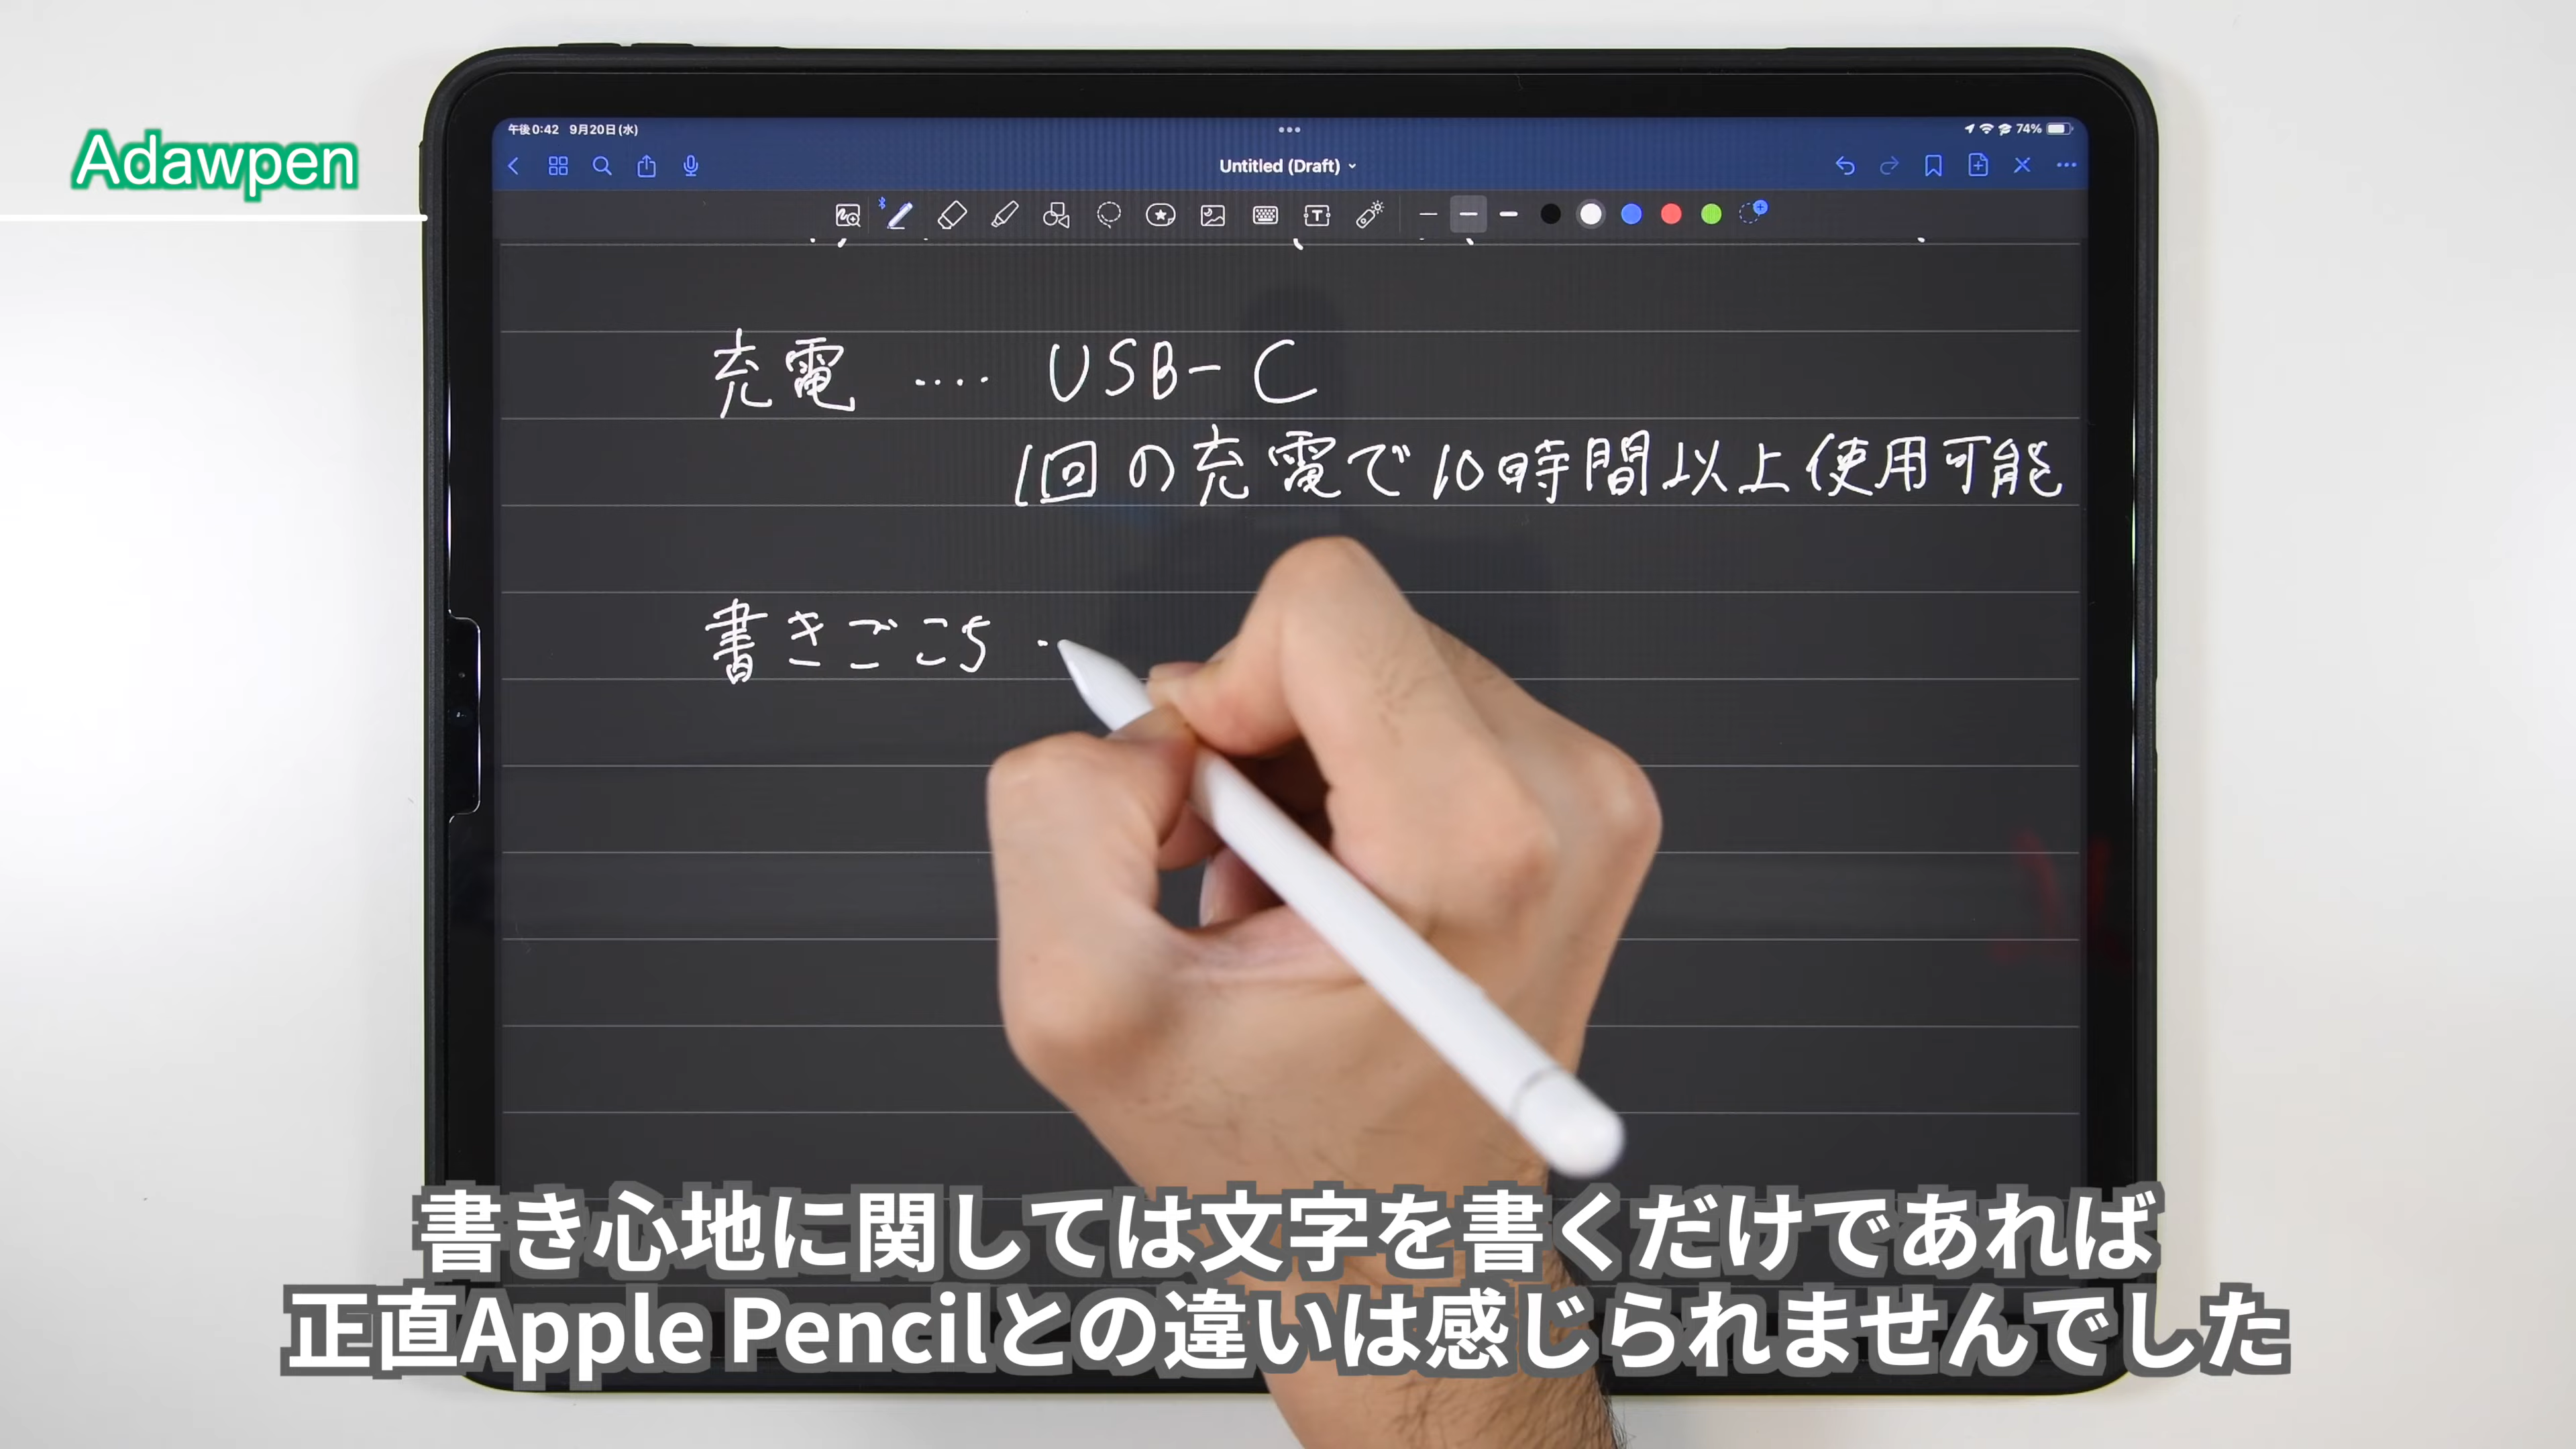 Adawpen
午後0:42 9月20日(水)
74%
Untitled (Draft)
充電 ‥‥ USB-C
1回の充電で10時間以上使用可能
書きごこち
書き心地に関しては文字を書くだけであれば
正直Apple Pencilとの違いは感じられませんでした